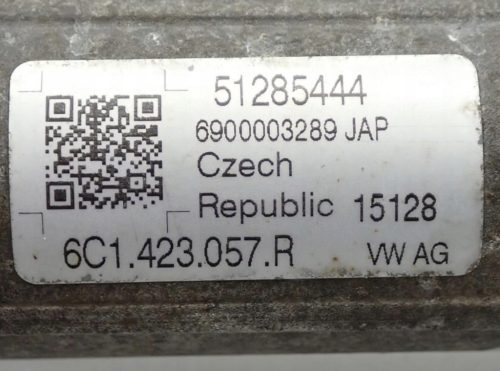 51285444
6900003289 JAP
Czech
Republic 15128
6C1.423.057.R VW AG